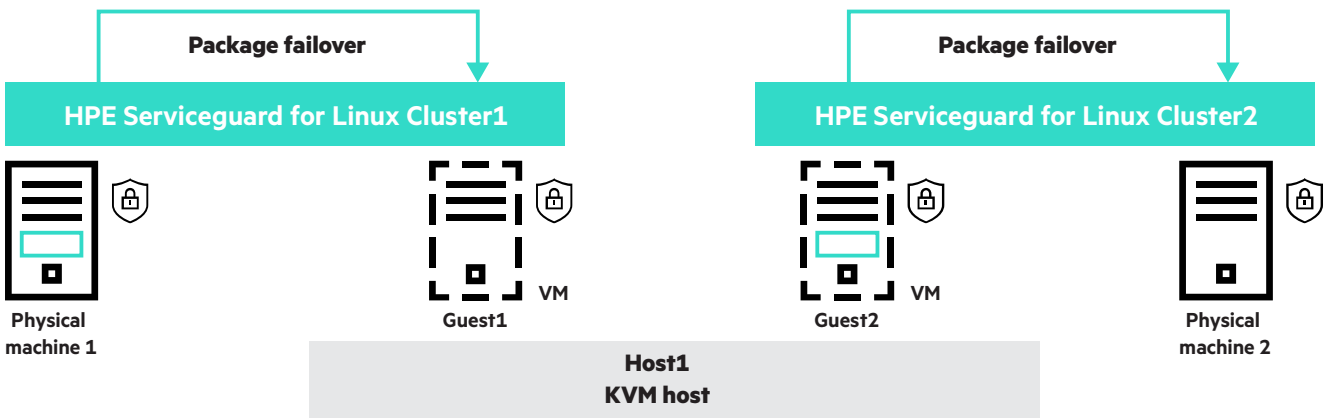 Package failover
Package failover
HPE Serviceguard for Linux Cluster1
HPE Serviceguard for Linux Cluster2
VM
VM
Physical
machine 1
Guest1
Guest2
Physical
machine 2
Host1
KVM host